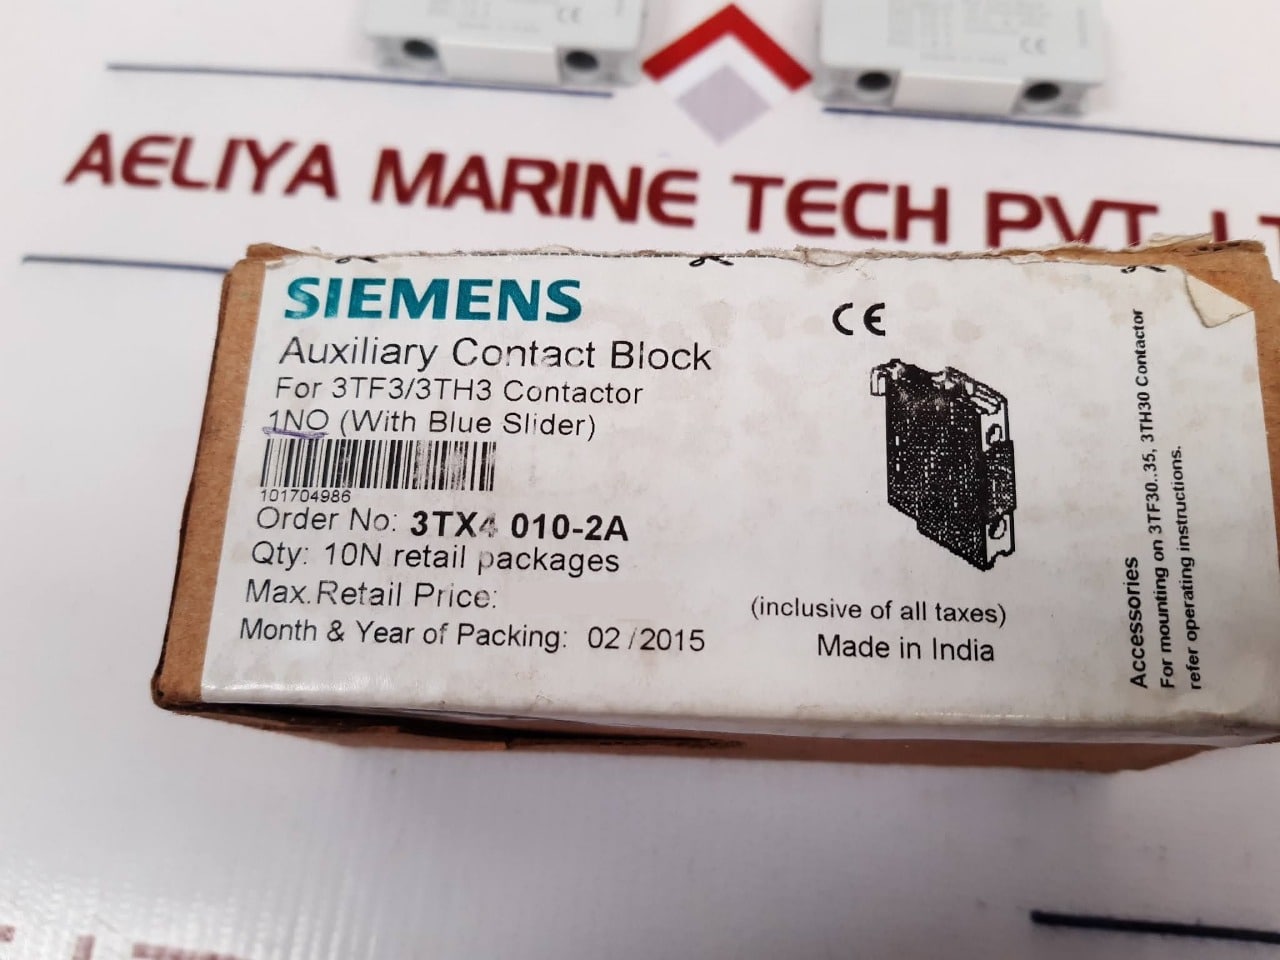 AELIYA MARINE TECH PVT. LT
SIEMENS
CE
Auxiliary Contact Block
For 3TF3/3TH3 Contactor
1NO (With Blue Slider)
101704986
Order No: 3TX4 010-2A
Qty: 10N retail packages
Max.Retail Price:
(inclusive of all taxes)
Month & Year of Packing: 02/2015
Made in India
Accessories
For mounting on 3TF30..35, 3TH30 Contactor
refer operating instructions.
CE
CE